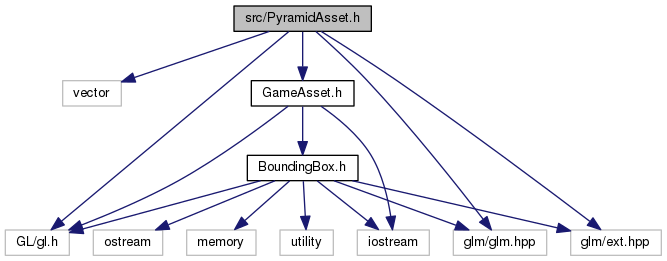 src/PyramidAsset.h
vector
GameAsset.h
BoundingBox.h
GL/gl.h
ostream
memory
utility
iostream
glm/glm.hpp
glm/ext.hpp